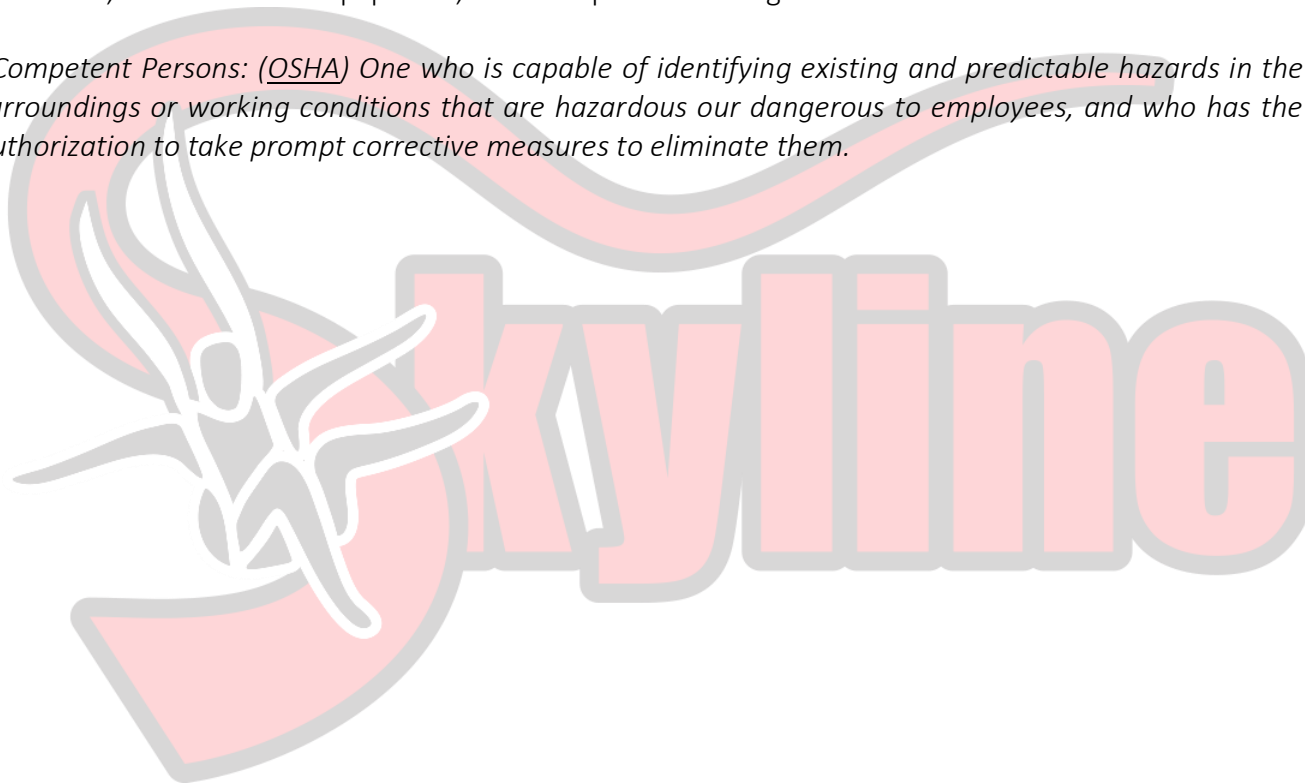 Competent Persons: (OSHA) One who is capable of identifying existing and predictable hazards in the
rroundings or working conditions that are hazardous our dangerous to employees, and who has the
uthorization to take prompt corrective measures to eliminate them.
Skyline